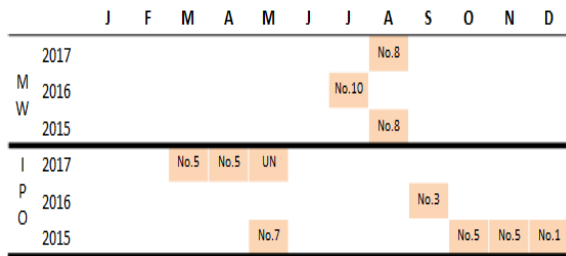 J F M A M J J A S O N D
2017 No.8
M
2016 No.10
W
2015 No.8
I 2017 No.5 No.5 UN
P
2016 No.3
O
2015 No.7 No.5 No.5 No.1